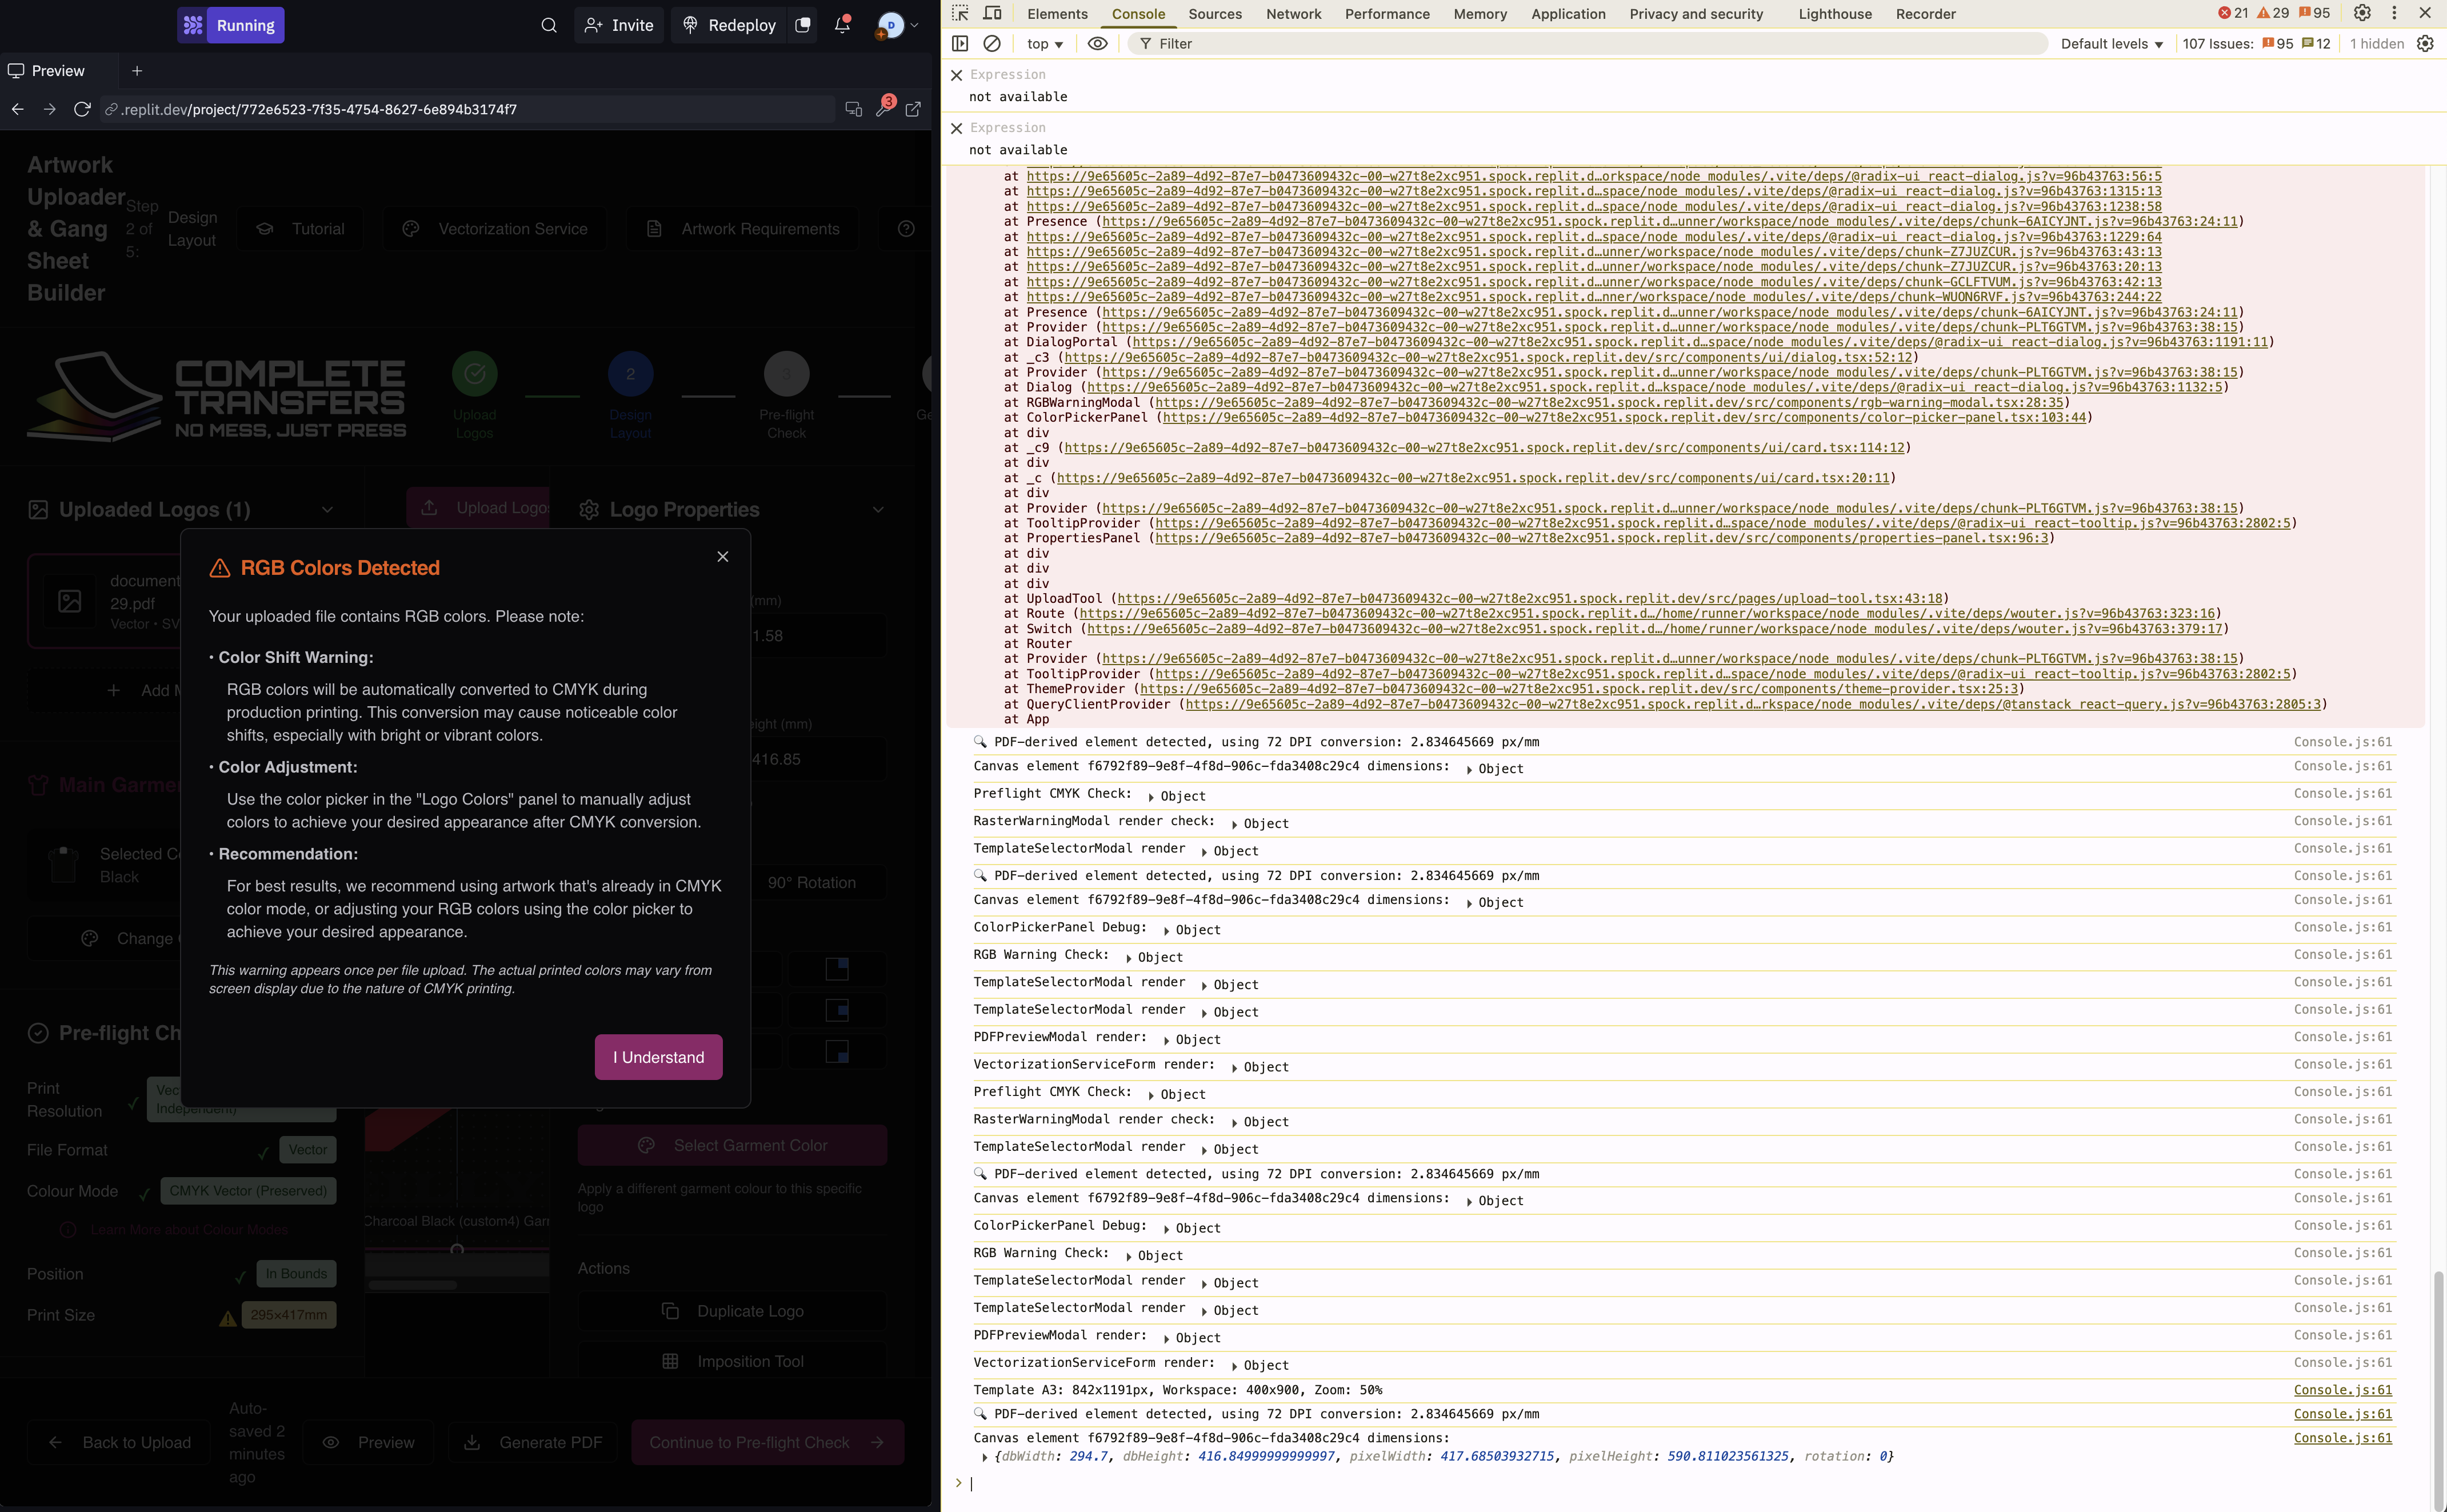 Running
Invite
Redeploy
D
Preview
.replit.dev/project/772e6523-7f35-4754-8627-6e894b3174f7
3
Artwork
Uploader
& Gang
Sheet
Builder
Step
2 of
5:
Design
Layout
Tutorial
Vectorization Service
Artwork Requirements
COMPLETE
TRANSFERS
NO MESS, JUST PRESS
Upload
Logos
2
Design
Layout
3
Pre-flight
Check
Ge
Uploaded Logos (1)
Upload Logo
Logo Properties
document
29.pdf
Vector • SV
Add M
Main Garme
Selected C
Black
Change
(mm)
1.58
ight (mm)
416.85
90° Rotation
RGB Colors Detected
Your uploaded file contains RGB colors. Please note:
• Color Shift Warning:
RGB colors will be automatically converted to CMYK during
production printing. This conversion may cause noticeable color
shifts, especially with bright or vibrant colors.
• Color Adjustment:
Use the color picker in the "Logo Colors" panel to manually adjust
colors to achieve your desired appearance after CMYK conversion.
• Recommendation:
For best results, we recommend using artwork that's already in CMYK
color mode, or adjusting your RGB colors using the color picker to
achieve your desired appearance.
This warning appears once per file upload. The actual printed colors may vary from
screen display due to the nature of CMYK printing.
I Understand
Pre-flight Ch
Print
Resolution
Vec
Independent)
File Format
Vector
Colour Mode
CMYK Vector (Preserved)
Learn More about Colour Modes
Position
In Bounds
Print Size
295×417mm
Charcoal Black (custom4) Garr
Select Garment Color
Apply a different garment colour to this specific
logo
Actions
Duplicate Logo
Imposition Tool
Back to Upload
Auto-
saved 2
minutes
ago
Preview
Generate PDF
Continue to Pre-flight Check
Elements
Console
Sources
Network
Performance
Memory
Application
Privacy and security
Lighthouse
Recorder
21
29
95
top
Filter
Default levels
107 Issues:
95
12
1 hidden
Expression
not available
Expression
not available
at https://9e65605c-2a89-4d92-87e7-b0473609432c-00-w27t8e2xc951.spock.replit.d…orkspace/node_modules/.vite/deps/@radix-ui_react-dialog.js?v=96b43763:56:5
at https://9e65605c-2a89-4d92-87e7-b0473609432c-00-w27t8e2xc951.spock.replit.d…space/node_modules/.vite/deps/@radix-ui_react-dialog.js?v=96b43763:1315:13
at https://9e65605c-2a89-4d92-87e7-b0473609432c-00-w27t8e2xc951.spock.replit.d…space/node_modules/.vite/deps/@radix-ui_react-dialog.js?v=96b43763:1238:58
at Presence (https://9e65605c-2a89-4d92-87e7-b0473609432c-00-w27t8e2xc951.spock.replit.d…unner/workspace/node_modules/.vite/deps/chunk-6AICYJNT.js?v=96b43763:24:11)
at https://9e65605c-2a89-4d92-87e7-b0473609432c-00-w27t8e2xc951.spock.replit.d…space/node_modules/.vite/deps/@radix-ui_react-dialog.js?v=96b43763:1229:64
at https://9e65605c-2a89-4d92-87e7-b0473609432c-00-w27t8e2xc951.spock.replit.d…unner/workspace/node_modules/.vite/deps/chunk-Z7JUZCUR.js?v=96b43763:43:13
at https://9e65605c-2a89-4d92-87e7-b0473609432c-00-w27t8e2xc951.spock.replit.d…unner/workspace/node_modules/.vite/deps/chunk-Z7JUZCUR.js?v=96b43763:20:13
at https://9e65605c-2a89-4d92-87e7-b0473609432c-00-w27t8e2xc951.spock.replit.d…unner/workspace/node_modules/.vite/deps/chunk-GCLFTVUM.js?v=96b43763:42:13
at https://9e65605c-2a89-4d92-87e7-b0473609432c-00-w27t8e2xc951.spock.replit.d…nner/workspace/node_modules/.vite/deps/chunk-WUON6RVF.js?v=96b43763:244:22
at Presence (https://9e65605c-2a89-4d92-87e7-b0473609432c-00-w27t8e2xc951.spock.replit.d…unner/workspace/node_modules/.vite/deps/chunk-6AICYJNT.js?v=96b43763:24:11)
at Provider (https://9e65605c-2a89-4d92-87e7-b0473609432c-00-w27t8e2xc951.spock.replit.d…unner/workspace/node_modules/.vite/deps/chunk-PLT6GTVM.js?v=96b43763:38:15)
at DialogPortal (https://9e65605c-2a89-4d92-87e7-b0473609432c-00-w27t8e2xc951.spock.replit.d…space/node_modules/.vite/deps/@radix-ui_react-dialog.js?v=96b43763:1191:11)
at _c3 (https://9e65605c-2a89-4d92-87e7-b0473609432c-00-w27t8e2xc951.spock.replit.dev/src/components/ui/dialog.tsx:52:12)
at Provider (https://9e65605c-2a89-4d92-87e7-b0473609432c-00-w27t8e2xc951.spock.replit.d…unner/workspace/node_modules/.vite/deps/chunk-PLT6GTVM.js?v=96b43763:38:15)
at Dialog (https://9e65605c-2a89-4d92-87e7-b0473609432c-00-w27t8e2xc951.spock.replit.d…kspace/node_modules/.vite/deps/@radix-ui_react-dialog.js?v=96b43763:1132:5)
at RGBWarningModal (https://9e65605c-2a89-4d92-87e7-b0473609432c-00-w27t8e2xc951.spock.replit.dev/src/components/rgb-warning-modal.tsx:28:35)
at ColorPickerPanel (https://9e65605c-2a89-4d92-87e7-b0473609432c-00-w27t8e2xc951.spock.replit.dev/src/components/color-picker-panel.tsx:103:44)
at div
at _c9 (https://9e65605c-2a89-4d92-87e7-b0473609432c-00-w27t8e2xc951.spock.replit.dev/src/components/ui/card.tsx:114:12)
at div
at _c (https://9e65605c-2a89-4d92-87e7-b0473609432c-00-w27t8e2xc951.spock.replit.dev/src/components/ui/card.tsx:20:11)
at div
at Provider (https://9e65605c-2a89-4d92-87e7-b0473609432c-00-w27t8e2xc951.spock.replit.d…unner/workspace/node_modules/.vite/deps/chunk-PLT6GTVM.js?v=96b43763:38:15)
at TooltipProvider (https://9e65605c-2a89-4d92-87e7-b0473609432c-00-w27t8e2xc951.spock.replit.d…space/node_modules/.vite/deps/@radix-ui_react-tooltip.js?v=96b43763:2802:5)
at PropertiesPanel (https://9e65605c-2a89-4d92-87e7-b0473609432c-00-w27t8e2xc951.spock.replit.dev/src/components/properties-panel.tsx:96:3)
at div
at div
at div
at UploadTool (https://9e65605c-2a89-4d92-87e7-b0473609432c-00-w27t8e2xc951.spock.replit.dev/src/pages/upload-tool.tsx:43:18)
at Route (https://9e65605c-2a89-4d92-87e7-b0473609432c-00-w27t8e2xc951.spock.replit.d…/home/runner/workspace/node_modules/.vite/deps/wouter.js?v=96b43763:323:16)
at Switch (https://9e65605c-2a89-4d92-87e7-b0473609432c-00-w27t8e2xc951.spock.replit.d…/home/runner/workspace/node_modules/.vite/deps/wouter.js?v=96b43763:379:17)
at Router
at Provider (https://9e65605c-2a89-4d92-87e7-b0473609432c-00-w27t8e2xc951.spock.replit.d…unner/workspace/node_modules/.vite/deps/chunk-PLT6GTVM.js?v=96b43763:38:15)
at TooltipProvider (https://9e65605c-2a89-4d92-87e7-b0473609432c-00-w27t8e2xc951.spock.replit.d…space/node_modules/.vite/deps/@radix-ui_react-tooltip.js?v=96b43763:2802:5)
at ThemeProvider (https://9e65605c-2a89-4d92-87e7-b0473609432c-00-w27t8e2xc951.spock.replit.dev/src/components/theme-provider.tsx:25:3)
at QueryClientProvider (https://9e65605c-2a89-4d92-87e7-b0473609432c-00-w27t8e2xc951.spock.replit.d…rkspace/node_modules/.vite/deps/@tanstack_react-query.js?v=96b43763:2805:3)
at App
PDF-derived element detected, using 72 DPI conversion: 2.834645669 px/mm Console.js:61
Canvas element f6792f89-9e8f-4f8d-906c-fda3408c29c4 dimensions: Object Console.js:61
Preflight CMYK Check: Object Console.js:61
RasterWarningModal render check: Object Console.js:61
TemplateSelectorModal render Object Console.js:61
PDF-derived element detected, using 72 DPI conversion: 2.834645669 px/mm Console.js:61
Canvas element f6792f89-9e8f-4f8d-906c-fda3408c29c4 dimensions: Object Console.js:61
ColorPickerPanel Debug: Object Console.js:61
RGB Warning Check: Object Console.js:61
TemplateSelectorModal render Object Console.js:61
TemplateSelectorModal render Object Console.js:61
PDFPreviewModal render: Object Console.js:61
VectorizationServiceForm render: Object Console.js:61
Preflight CMYK Check: Object Console.js:61
RasterWarningModal render check: Object Console.js:61
TemplateSelectorModal render Object Console.js:61
PDF-derived element detected, using 72 DPI conversion: 2.834645669 px/mm Console.js:61
Canvas element f6792f89-9e8f-4f8d-906c-fda3408c29c4 dimensions: Object Console.js:61
ColorPickerPanel Debug: Object Console.js:61
RGB Warning Check: Object Console.js:61
TemplateSelectorModal render Object Console.js:61
TemplateSelectorModal render Object Console.js:61
PDFPreviewModal render: Object Console.js:61
VectorizationServiceForm render: Object Console.js:61
Template A3: 842x1191px, Workspace: 400x900, Zoom: 50% Console.js:61
PDF-derived element detected, using 72 DPI conversion: 2.834645669 px/mm Console.js:61
Canvas element f6792f89-9e8f-4f8d-906c-fda3408c29c4 dimensions: Console.js:61
{dbWidth: 294.7, dbHeight: 416.84999999999997, pixelWidth: 417.68503932715, pixelHeight: 590.811023561325, rotation: 0}